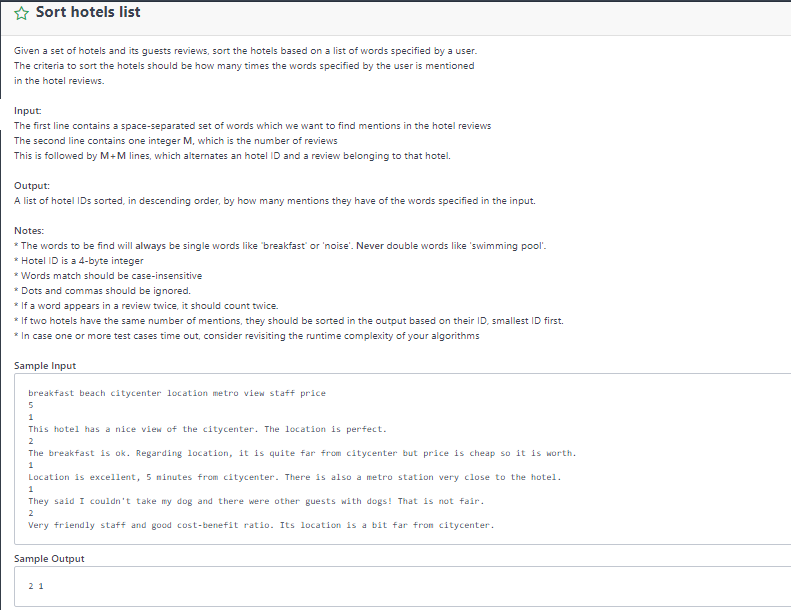 Sort hotels list
Given a set of hotels and its guests reviews, sort the hotels based on a list of words specified by a user.
The criteria to sort the hotels should be how many times the words specified by the user is mentioned
in the hotel reviews.
Input:
The first line contains a space-separated set of words which we want to find mentions in the hotel reviews
The second line contains one integer M, which is the number of reviews
This is followed by M+M lines, which alternates an hotel ID and a review belonging to that hotel.
Output:
A list of hotel IDs sorted, in descending order, by how many mentions they have of the words specified in the input.
Notes:
* The words to be find will always be single words like 'breakfast' or 'noise'. Never double words like 'swimming pool'.
* Hotel ID is a 4-byte integer
* Words match should be case-insensitive
* Dots and commas should be ignored.
* If a word appears in a review twice, it should count twice.
* If two hotels have the same number of mentions, they should be sorted in the output based on their ID, smallest ID first.
* In case one or more test cases time out, consider revisiting the runtime complexity of your algorithms
Sample Input
breakfast beach citycenter location metro view staff price
5
1
This hotel has a nice view of the citycenter. The location is perfect.
2
The breakfast is ok. Regarding location, it is quite far from citycenter but price is cheap so it is worth.
1
Location is excellent, 5 minutes from citycenter. There is also a metro station very close to the hotel.
1
They said I couldn't take my dog and there were other guests with dogs! That is not fair.
2
Very friendly staff and good cost-benefit ratio. Its location is a bit far from citycenter.
Sample Output
2 1